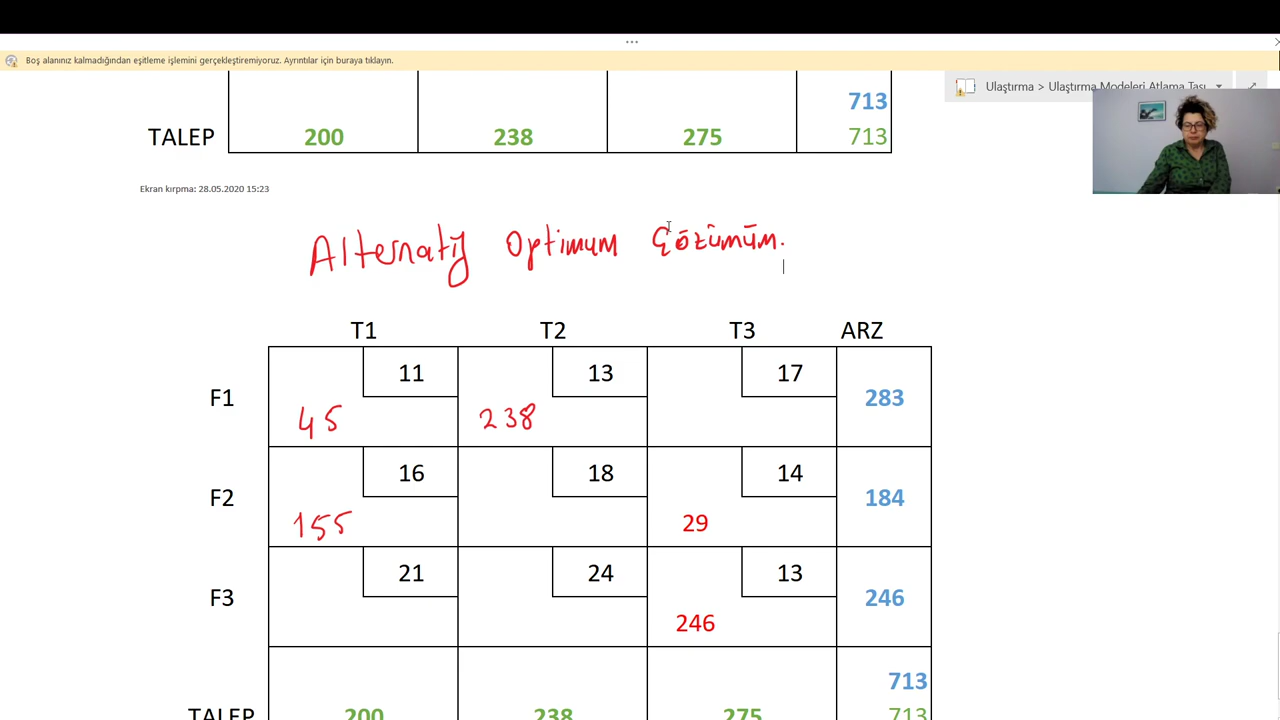 Boş alanınız kalmadığından eşitleme işlemini gerçekleştiremiyoruz. Ayrıntılar için buraya tıklayın.
Ulaştırma > Ulaştırma Modeleri Atlama Taşı
713
TALEP 200 238 275 713
Ekran kırpma: 28.05.2020 15:23
Alternatif Optimum Çözümüm.
T1 T2 T3 ARZ
11 13 17
F1 283
45 238
16 18 14
F2 184
155 29
21 24 13
F3 246
246
713
TALEP 200 238 275 713